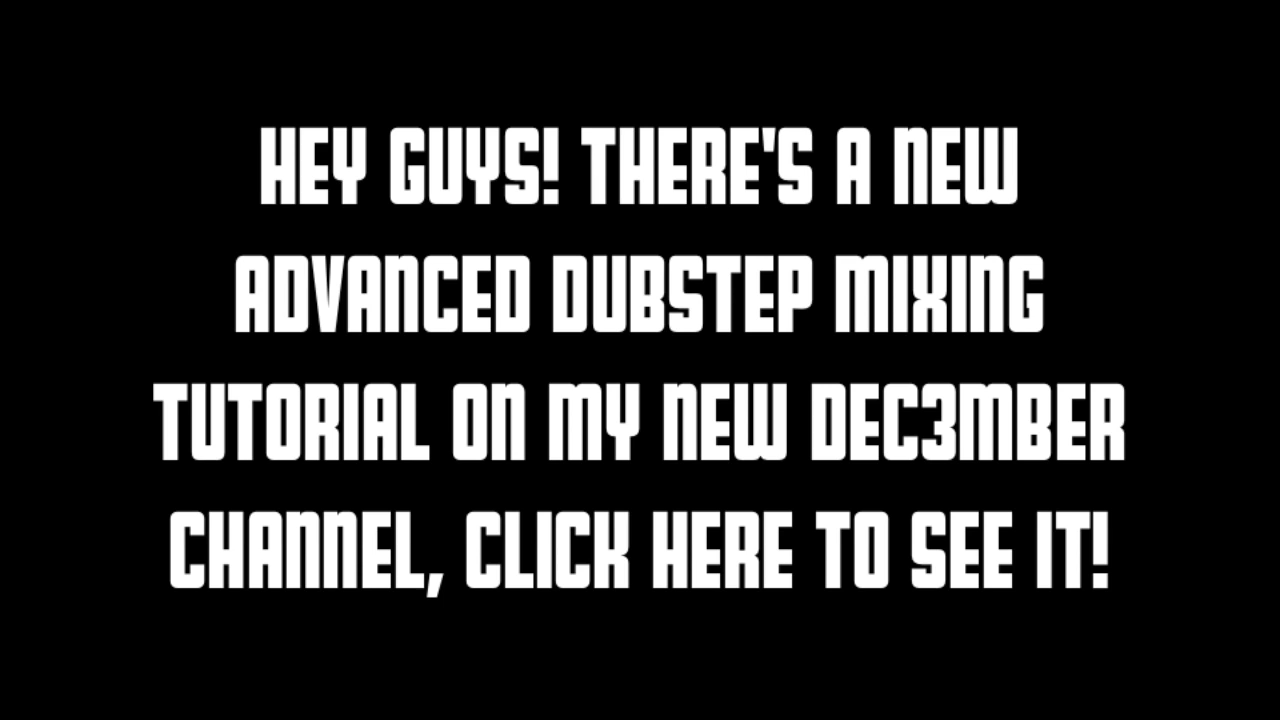 HEY GUYS! THERE'S A NEW
ADVANCED DUBSTEP MIXING
TUTORIAL ON MY NEW DEC3MBER
CHANNEL, CLICK HERE TO SEE IT!